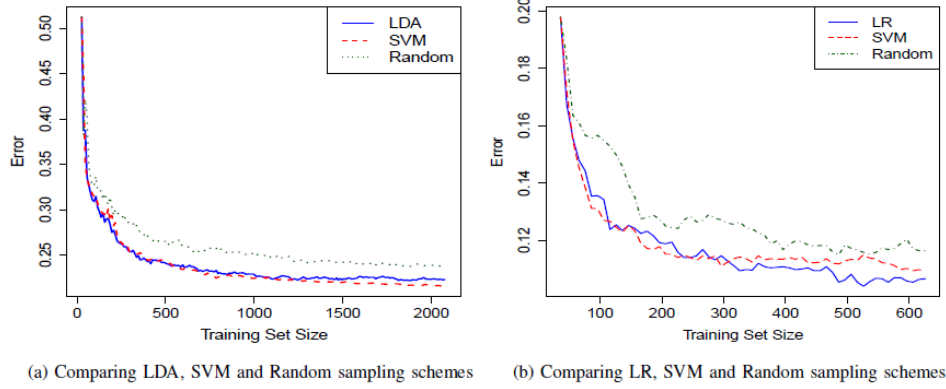 LDA
SVM
Random
Error
0.50
0.45
0.40
0.35
0.30
0.25
0 500 1000 1500 2000
Training Set Size
(a) Comparing LDA, SVM and Random sampling schemes
LR
SVM
Random
Error
0.20
0.18
0.16
0.14
0.12
100 200 300 400 500 600
Training Set Size
(b) Comparing LR, SVM and Random sampling schemes